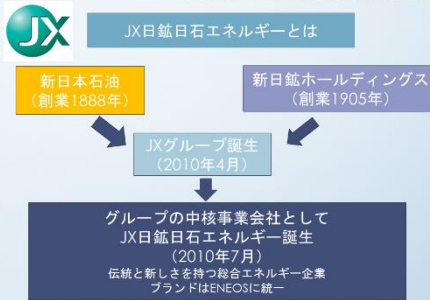 JX
JX日鉱日石エネルギーとは
新日本石油
（創業1888年）
新日鉱ホールディングス
（創業1905年）
JXグループ誕生
（2010年4月）
グループの中核事業会社として
JX日鉱日石エネルギー誕生
（2010年7月）
伝統と新しさを持つ総合エネルギー企業
ブランドはENEOSに統一